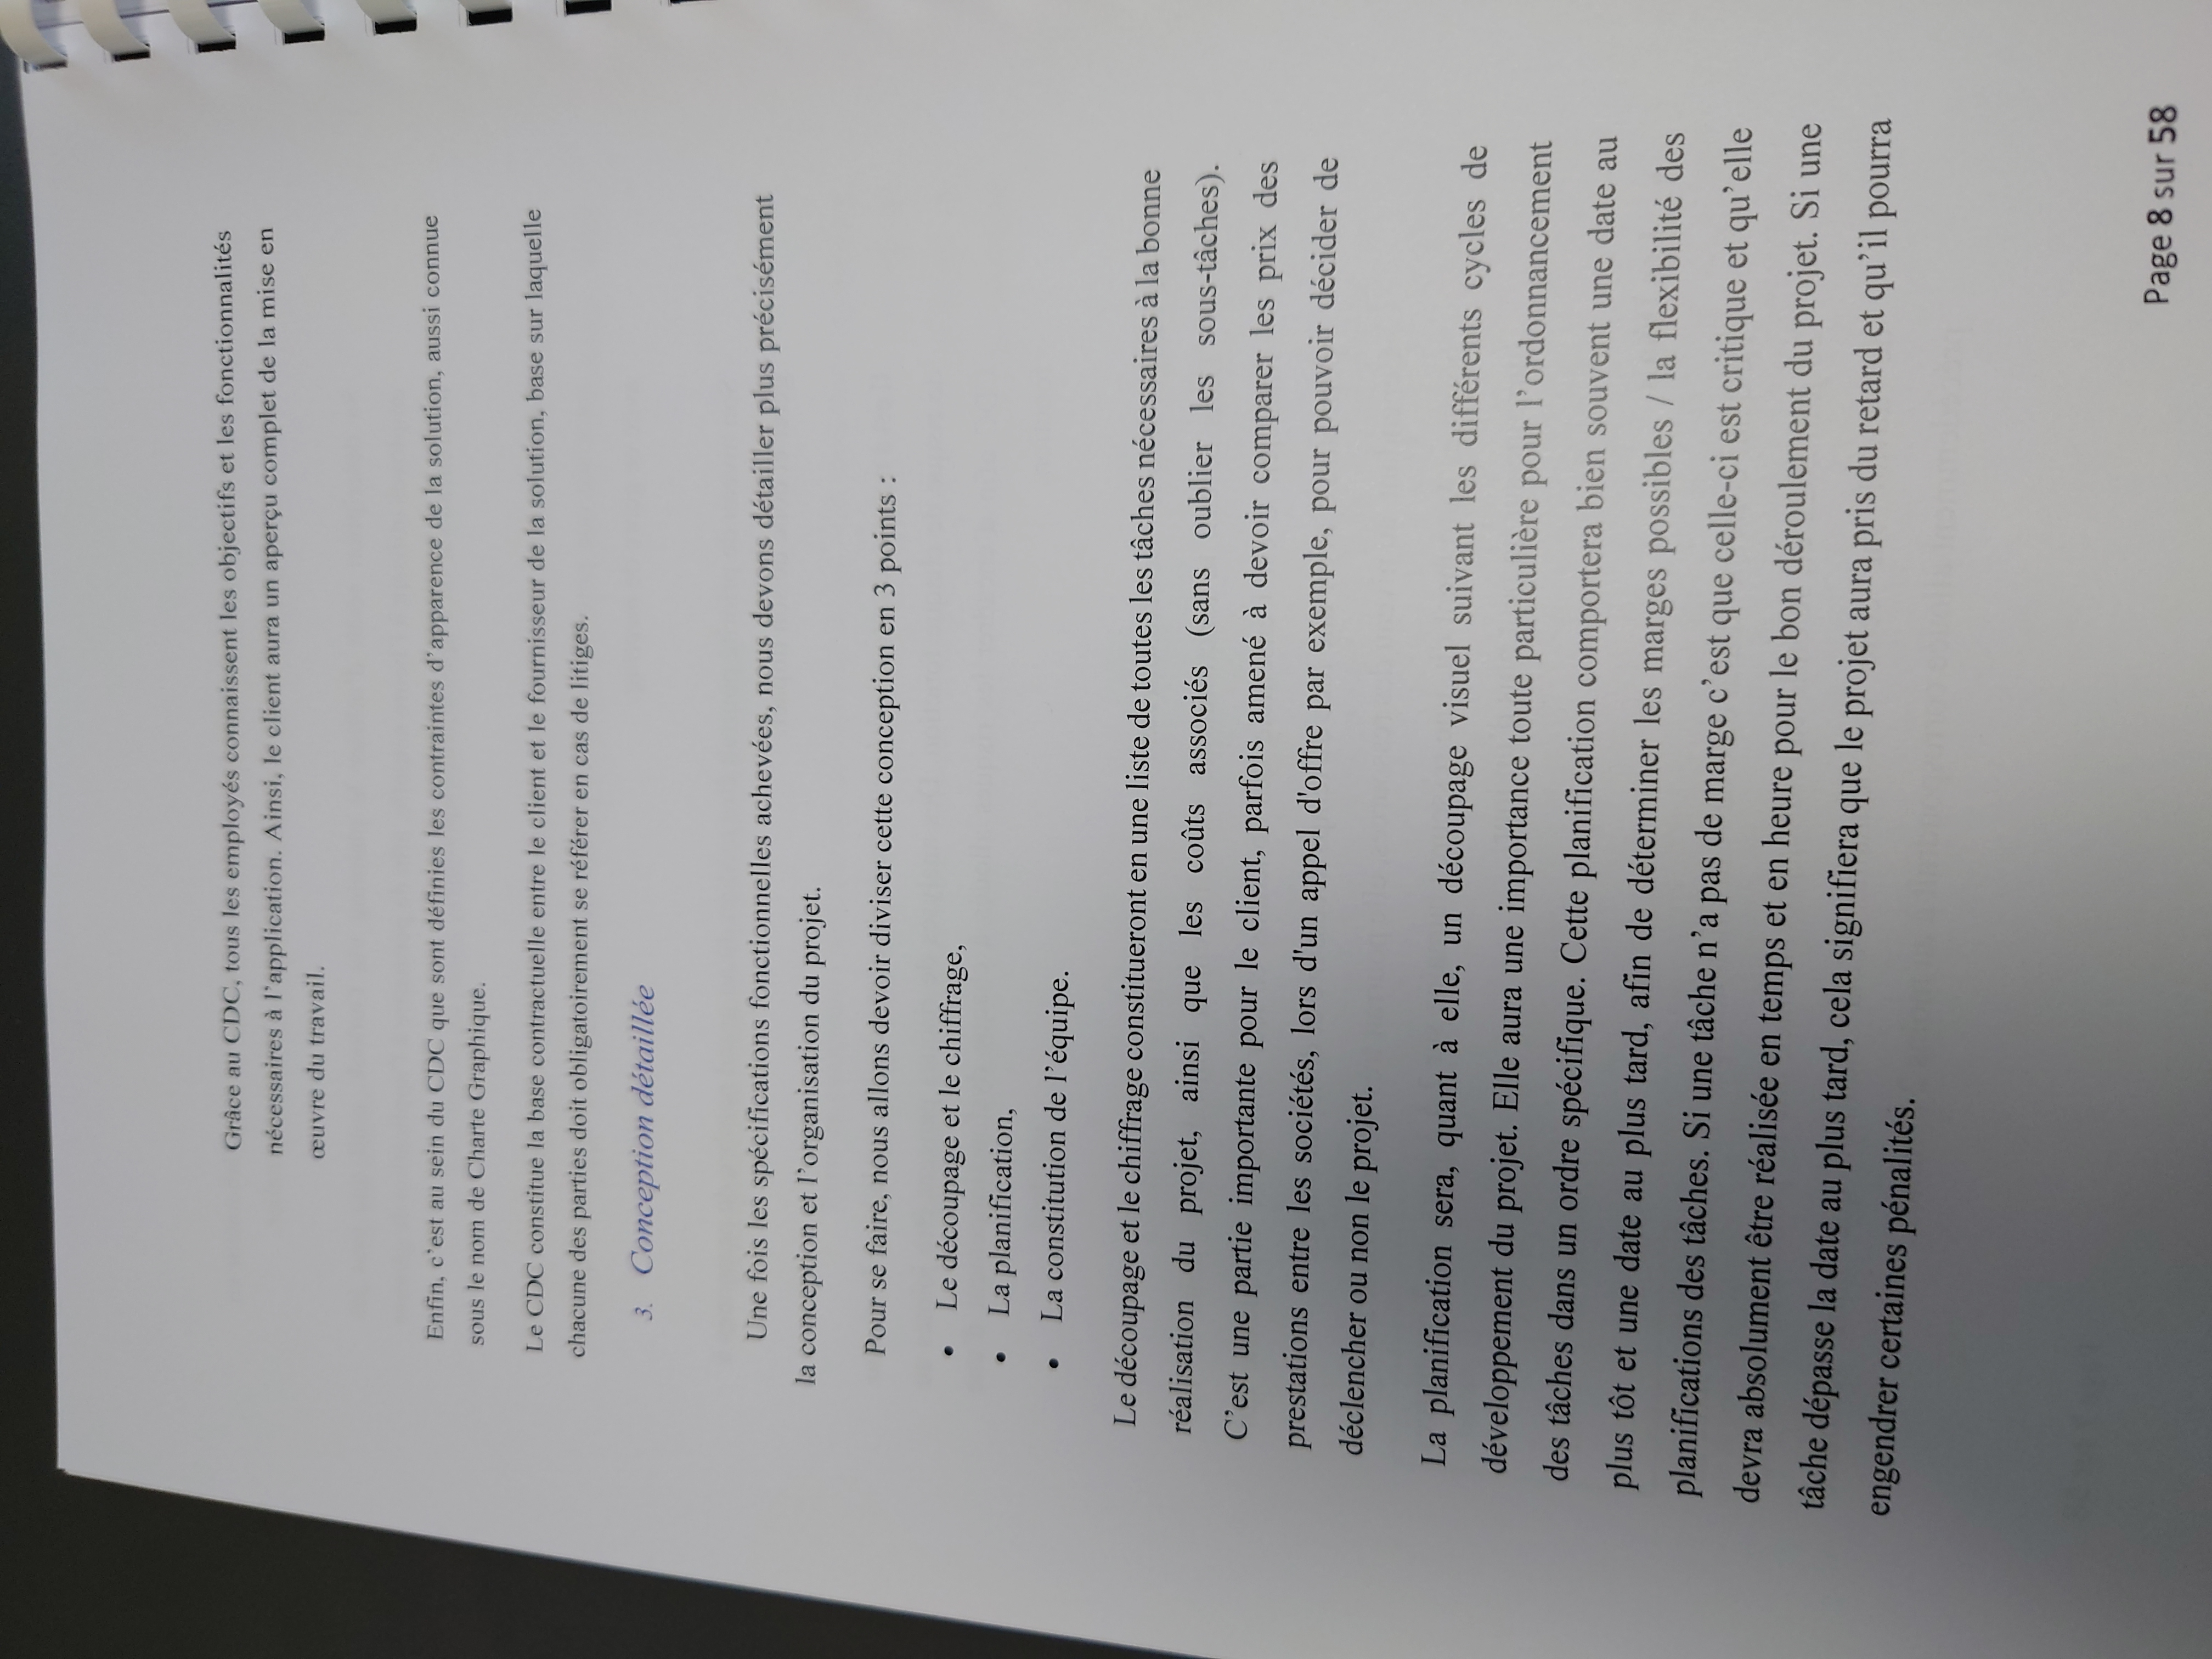 Grâce au CDC, tous les employés connaissent les objectifs et les fonctionnalités
nécessaires à l'application. Ainsi, le client aura un aperçu complet de la mise en
œuvre du travail.
Enfin, c'est au sein du CDC que sont définies les contraintes d'apparence de la solution, aussi connue
sous le nom de Charte Graphique.
Le CDC constitue la base contractuelle entre le client et le fournisseur de la solution, base sur laquelle
chacune des parties doit obligatoirement se référer en cas de litiges.
3. Conception détaillée
Une fois les spécifications fonctionnelles achevées, nous devons détailler plus précisément
la conception et l'organisation du projet.
Pour se faire, nous allons devoir diviser cette conception en 3 points :
• Le découpage et le chiffrage,
• La planification,
• La constitution de l'équipe.
Le découpage et le chiffrage constitueront en une liste de toutes les tâches nécessaires à la bonne
réalisation du projet, ainsi que les coûts associés (sans oublier les sous-tâches).
C'est une partie importante pour le client, parfois amené à devoir comparer les prix des
prestations entre les sociétés, lors d'un appel d'offre par exemple, pour pouvoir décider de
déclencher ou non le projet.
La planification sera, quant à elle, un découpage visuel suivant les différents cycles de
développement du projet. Elle aura une importance toute particulière pour l'ordonnancement
des tâches dans un ordre spécifique. Cette planification comportera bien souvent une date au
plus tôt et une date au plus tard, afin de déterminer les marges possibles / la flexibilité des
planifications des tâches. Si une tâche n'a pas de marge c'est que celle-ci est critique et qu'elle
devra absolument être réalisée en temps et en heure pour le bon déroulement du projet. Si une
tâche dépasse la date au plus tard, cela signifiera que le projet aura pris du retard et qu'il pourra
engendrer certaines pénalités.
Page 8 sur 58